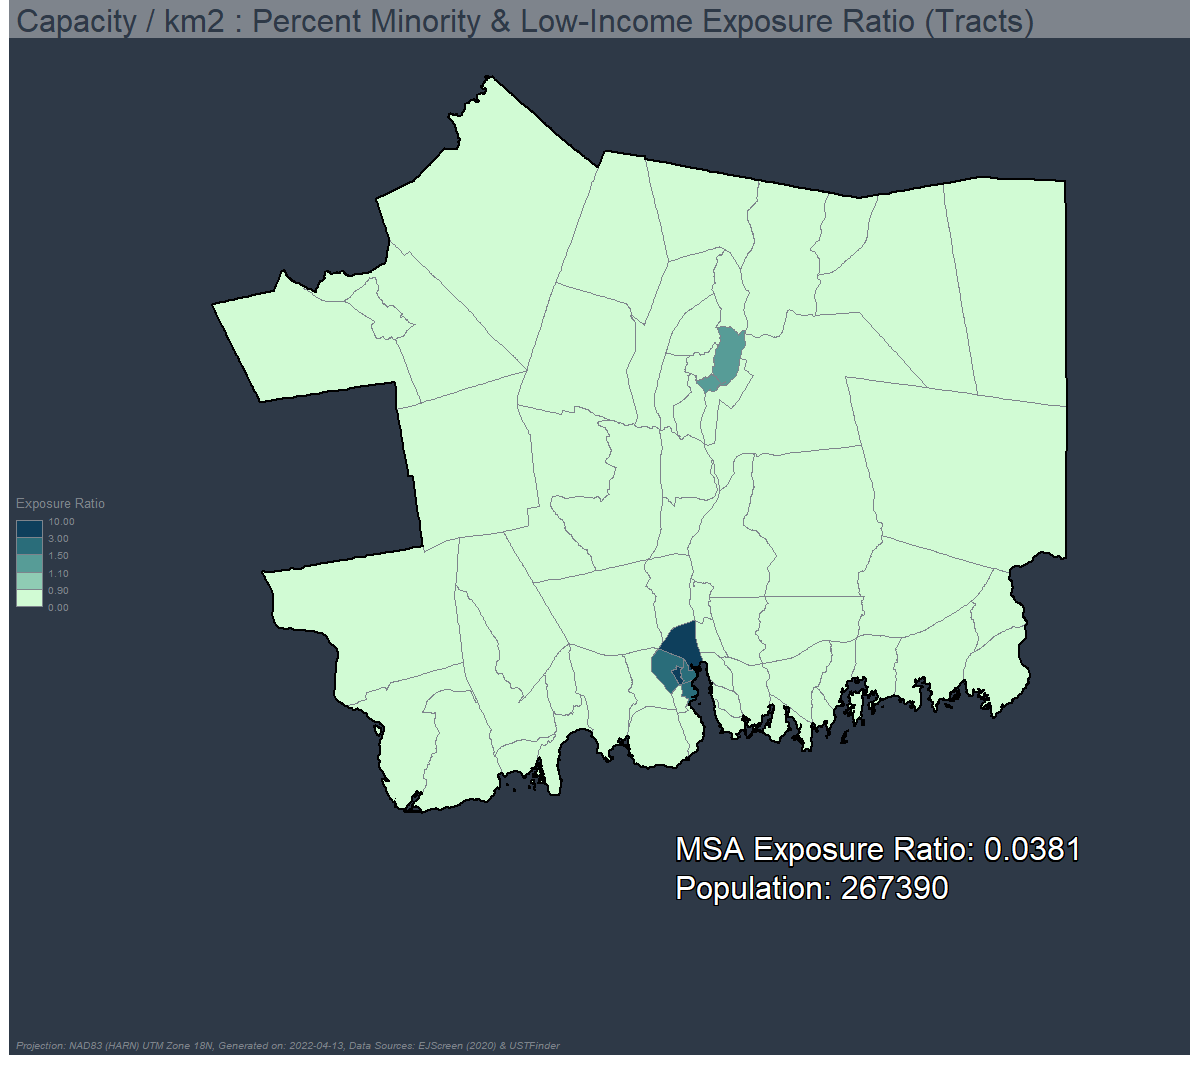 Capacity / km2 : Percent Minority & Low-Income Exposure Ratio (Tracts)
Exposure Ratio
10.00
3.00
1.50
1.10
0.90
0.00
MSA Exposure Ratio: 0.0381
Population: 267390
Projection: NAD83 (HARN) UTM Zone 18N, Generated on: 2022-04-13, Data Sources: EJScreen (2020) & USTFinder